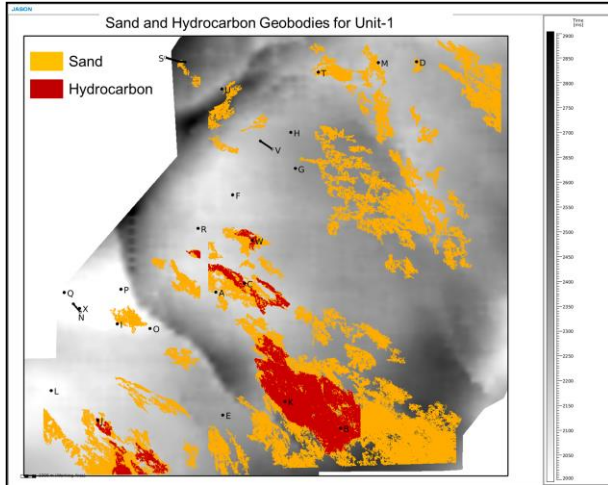 JASON
Sand and Hydrocarbon Geobodies for Unit-1
Time
[ms]
Sand
Hydrocarbon
S
M
D
T
U
H
V
G
F
R
W
C
A
Q
P
X
N
I
O
L
K
E
J
B
2900
2850
2800
2750
2700
2650
2600
2550
2500
2450
2400
2350
2300
2250
2200
2150
2100
2050
2000